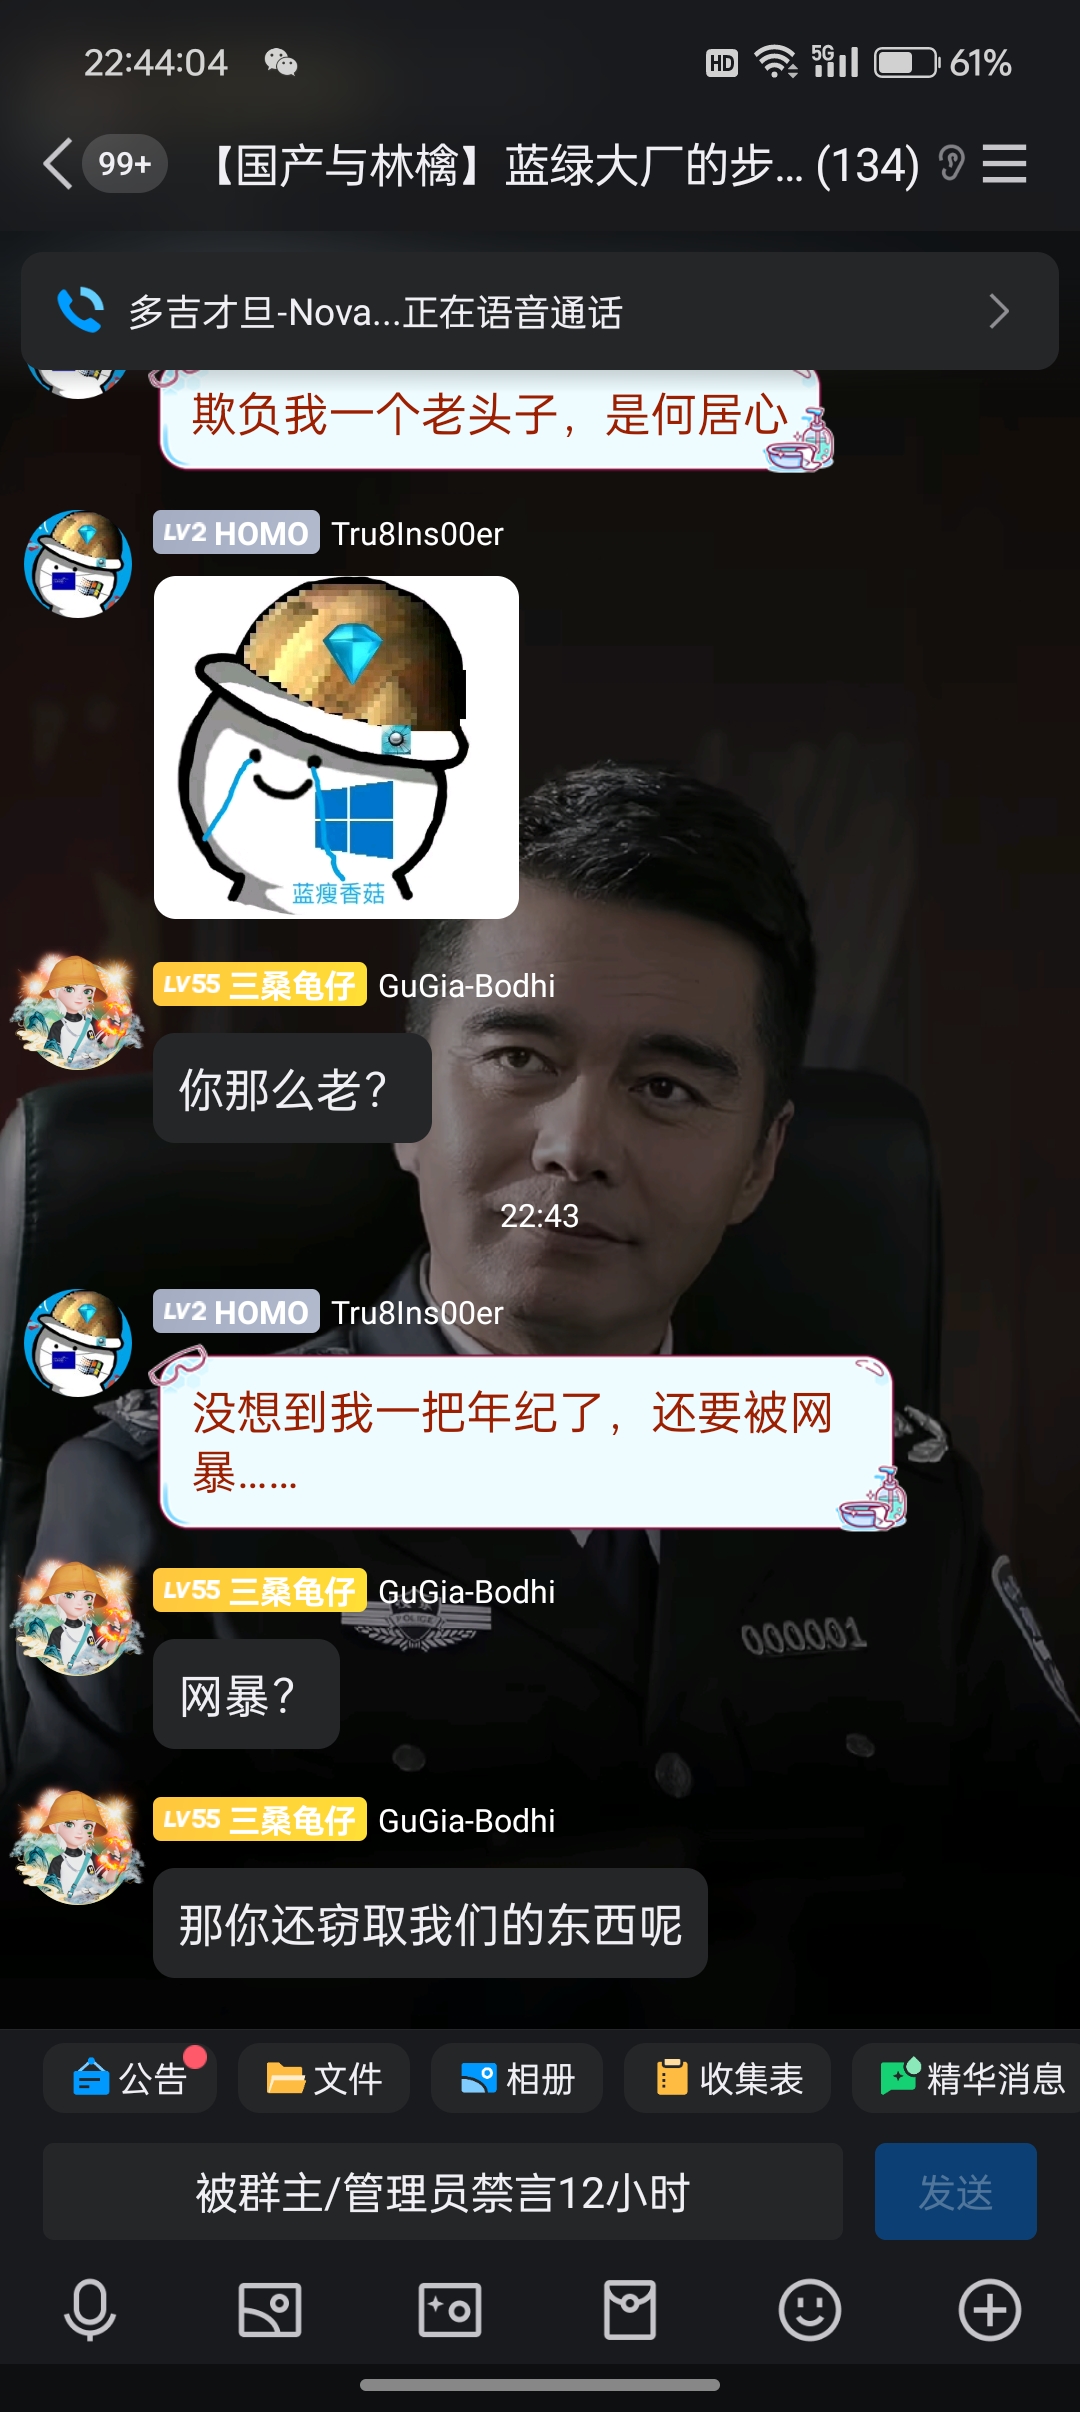 22:44:04
HD
5G
61%
99+
【国产与林檎】蓝绿大厂的步... (134)
多吉才旦-Nova...正在语音通话
欺负我一个老头子，是何居心
LV2 HOMO Tru8Ins00er
蓝瘦香菇
LV55 三桑龟仔 GuGia-Bodhi
你那么老？
22:43
LV2 HOMO Tru8Ins00er
没想到我一把年纪了，还要被网
暴……
LV55 三桑龟仔 GuGia-Bodhi
POLICE
000001
网暴？
LV55 三桑龟仔 GuGia-Bodhi
那你还窃取我们的东西呢
公告
文件
相册
收集表
精华消息
被群主/管理员禁言12小时
发送